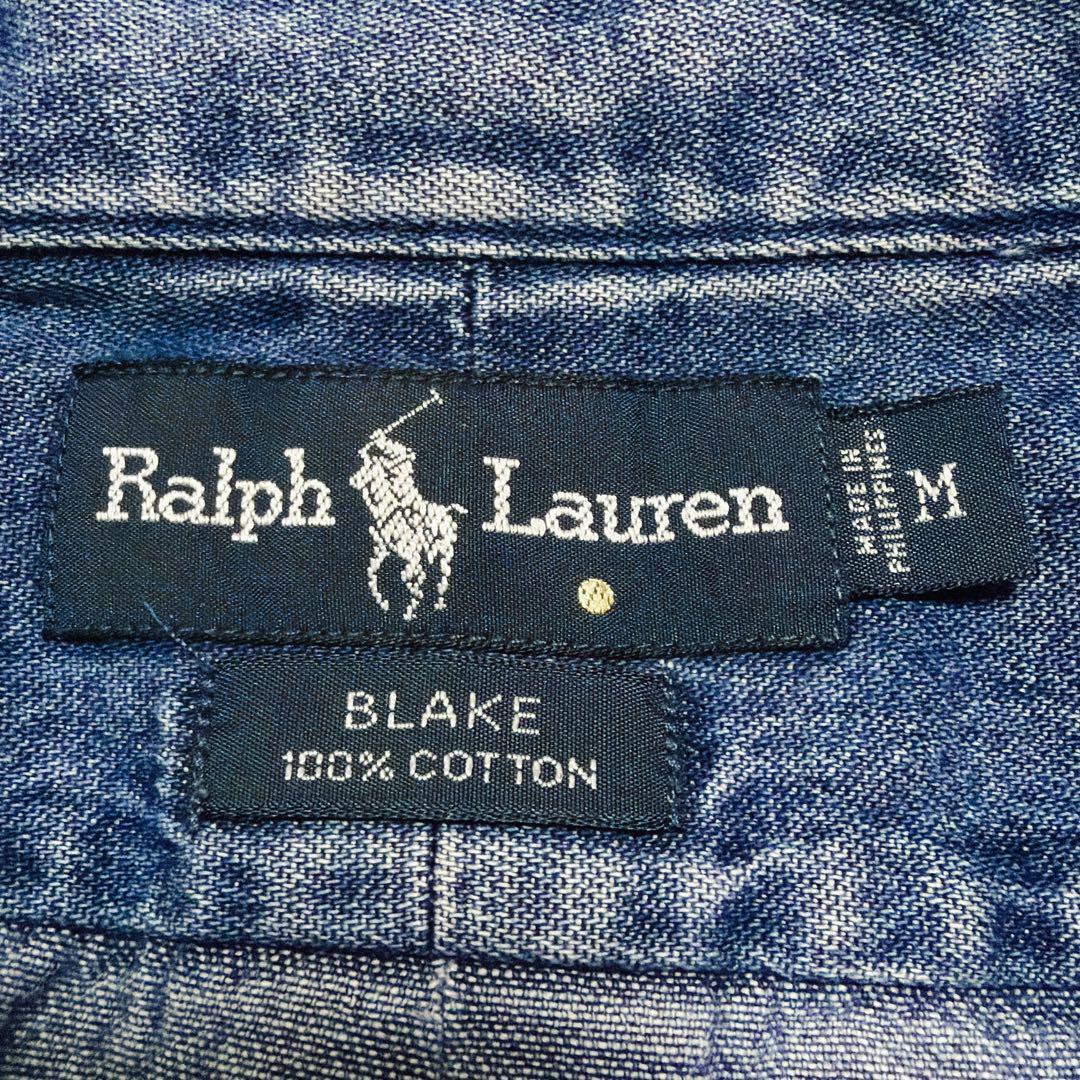 Ralph Lauren
MADE IN
PHILIPPINES
M
BLAKE
100% COTTON